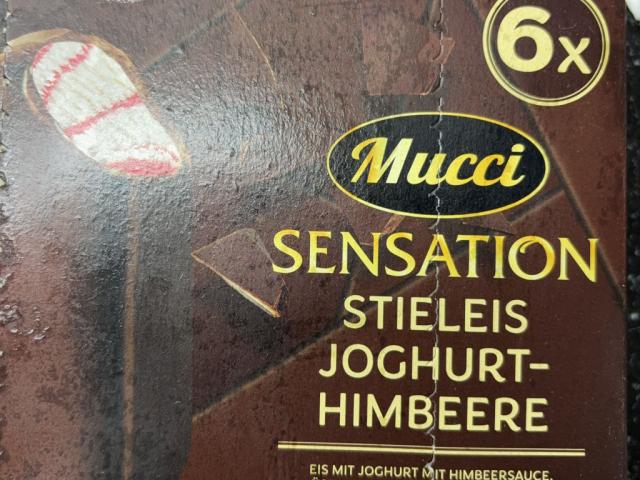 6x
Mucci
SENSATION
STIELEIS
JOGHURT-
HIMBEERE
EIS MIT JOGHURT MIT HIMBEERSAUCE,